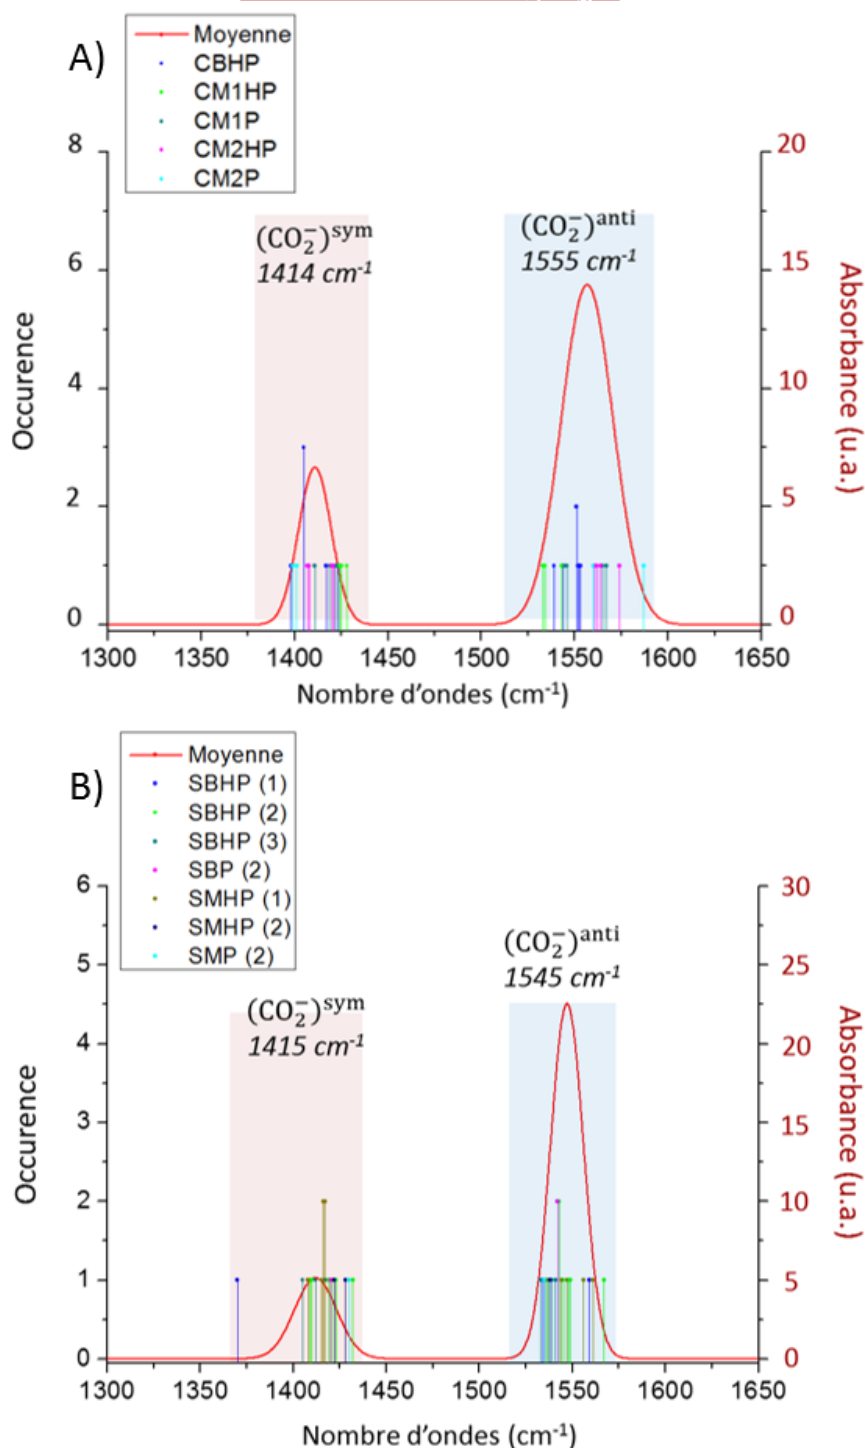 A)
Moyenne
CBHP
CM1HP
CM1P
CM2HP
CM2P
8
6
4
2
0
Occurence
20
15
10
5
0
Absorbance (u.a.)
(CO₂⁻)ˢʸᵐ
1414 cm⁻¹
(CO₂⁻)ᵃⁿᵗⁱ
1555 cm⁻¹
1300 1350 1400 1450 1500 1550 1600 1650
Nombre d'ondes (cm⁻¹)
B)
Moyenne
SBHP (1)
SBHP (2)
SBHP (3)
SBP (2)
SMHP (1)
SMHP (2)
SMP (2)
6
5
4
3
2
1
0
Occurence
30
25
20
15
10
5
0
Absorbance (u.a.)
(CO₂⁻)ˢʸᵐ
1415 cm⁻¹
(CO₂⁻)ᵃⁿᵗⁱ
1545 cm⁻¹
1300 1350 1400 1450 1500 1550 1600 1650
Nombre d'ondes (cm⁻¹)